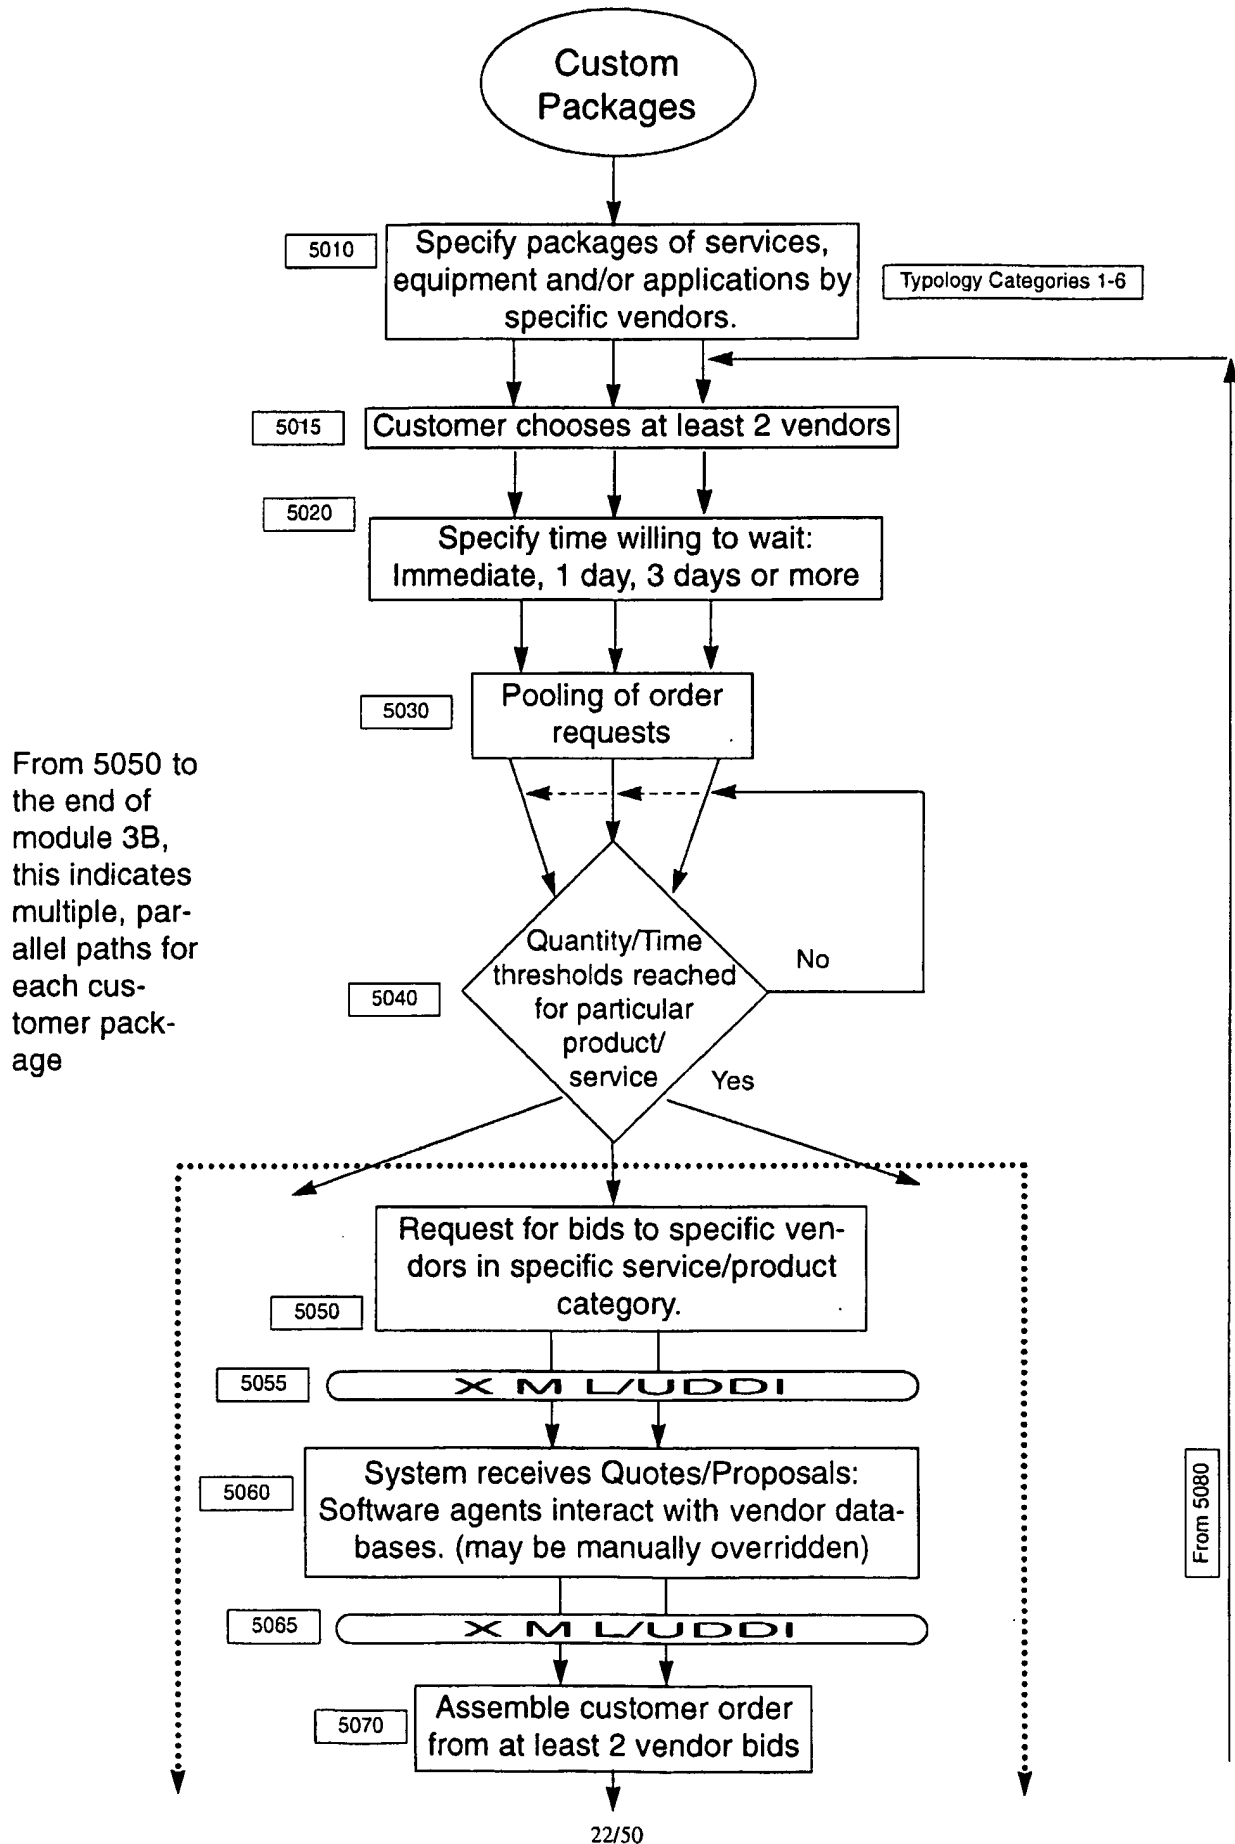 Custom
Packages
5010
Specify packages of services,
equipment and/or applications by
specific vendors.
Typology Categories 1-6
5015
Customer chooses at least 2 vendors
5020
Specify time willing to wait:
Immediate, 1 day, 3 days or more
5030
Pooling of order
requests
From 5050 to
the end of
module 3B,
this indicates
multiple, par-
allel paths for
each cus-
tomer pack-
age
5040
Quantity/Time
thresholds reached
for particular
product/
service
No
Yes
Request for bids to specific ven-
dors in specific service/product
category.
5050
5055
X M L/UDDI
5060
System receives Quotes/Proposals:
Software agents interact with vendor data-
bases. (may be manually overridden)
From 5080
5065
X M L/UDDI
5070
Assemble customer order
from at least 2 vendor bids
22/50